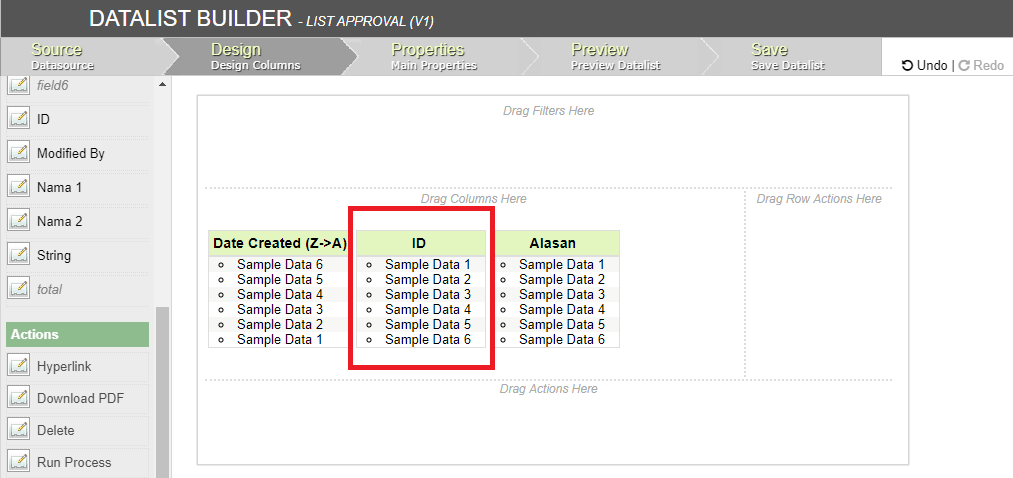 DATALIST BUILDER - LIST APPROVAL (V1)
Source
Datasource
Design
Design Columns
Properties
Main Properties
Preview
Preview Datalist
Save
Save Datalist
Undo | Redo
field6
ID
Modified By
Nama 1
Nama 2
String
total
Actions
Hyperlink
Download PDF
Delete
Run Process
Drag Filters Here
Drag Columns Here
Drag Row Actions Here
Date Created (Z->A) ID Alasan
Sample Data 6 Sample Data 1 Sample Data 1
Sample Data 5 Sample Data 2 Sample Data 2
Sample Data 4 Sample Data 3 Sample Data 3
Sample Data 3 Sample Data 4 Sample Data 4
Sample Data 2 Sample Data 5 Sample Data 5
Sample Data 1 Sample Data 6 Sample Data 6
Drag Actions Here